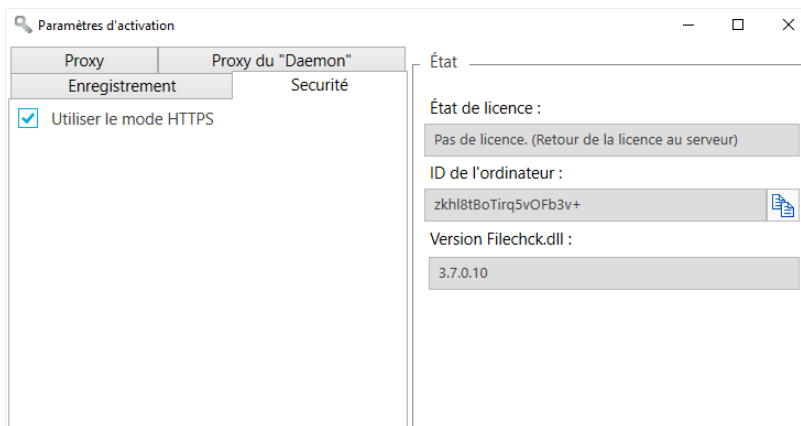 Paramètres d'activation
Proxy
Proxy du "Daemon"
Enregistrement
Securité
Utiliser le mode HTTPS
État
État de licence :
Pas de licence. (Retour de la licence au serveur)
ID de l'ordinateur :
zkhl8tBoTirq5vOFb3v+
Version Filechck.dll :
3.7.0.10